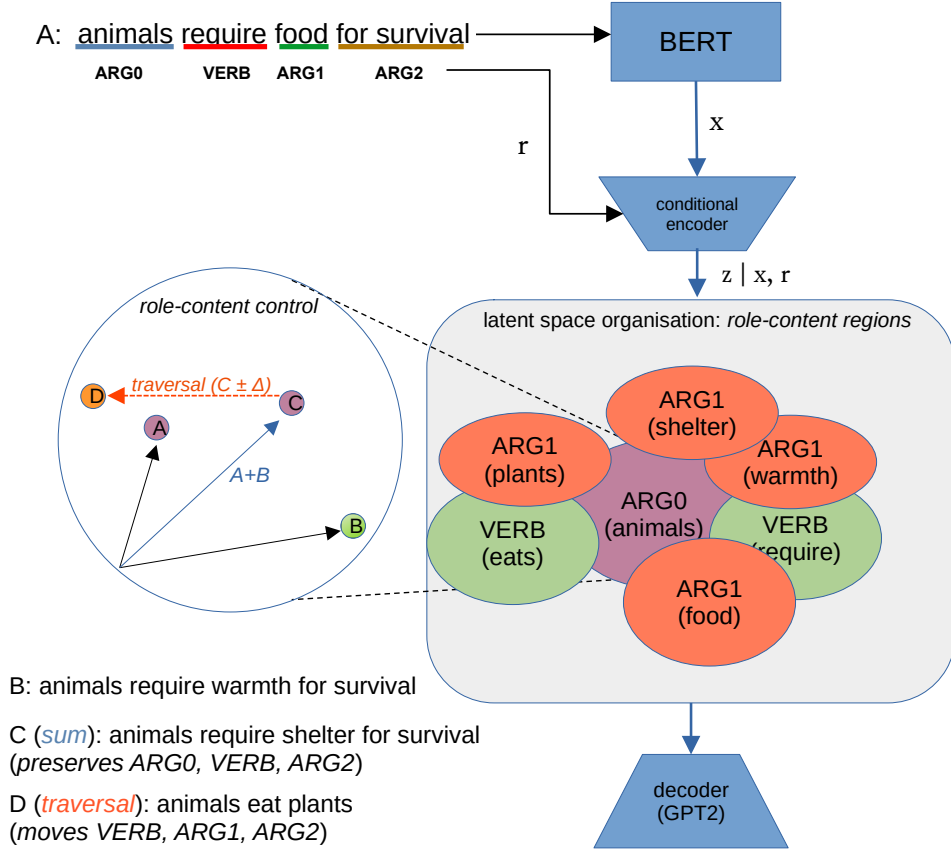 A: animals require food for survival
ARG0 VERB ARG1 ARG2
BERT
x
r
conditional
encoder
z | x, r
role-content control
D
traversal (C ± Δ)
C
A
A+B
B
latent space organisation: role-content regions
ARG1
(shelter)
ARG1
(plants)
ARG1
(warmth)
ARG0
(animals)
VERB
(eats)
VERB
(require)
ARG1
(food)
B: animals require warmth for survival
C (sum): animals require shelter for survival
(preserves ARG0, VERB, ARG2)
D (traversal): animals eat plants
(moves VERB, ARG1, ARG2)
decoder
(GPT2)